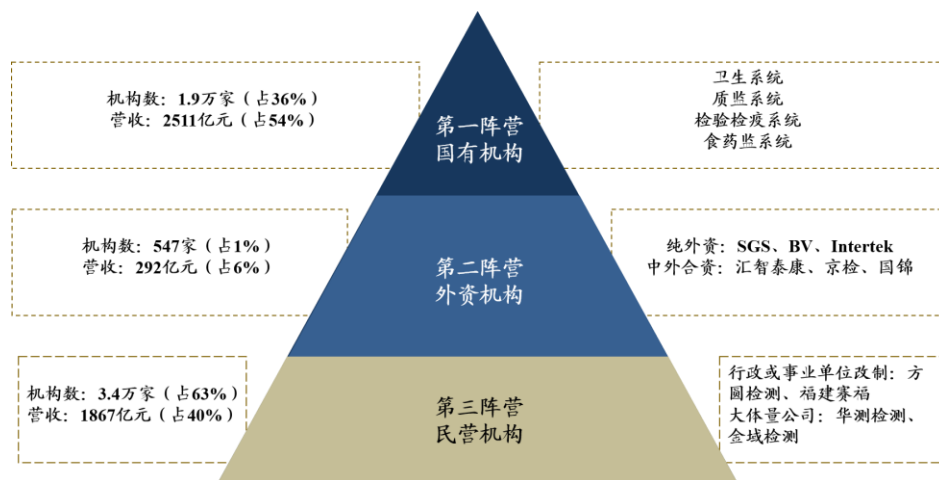 机构数：1.9万家（占36%）
营收：2511亿元（占54%）
第一阵营
国有机构
卫生系统
质监系统
检验检疫系统
食药监系统
机构数：547家（占1%）
营收：292亿元（占6%）
第二阵营
外资机构
纯外资：SGS、BV、Intertek
中外合资：汇智泰康、京检、国锦
机构数：3.4万家（占63%）
营收：1867亿元（占40%）
第三阵营
民营机构
行政或事业单位改制：方
圆检测、福建赛福
大体量公司：华测检测、
金域检测